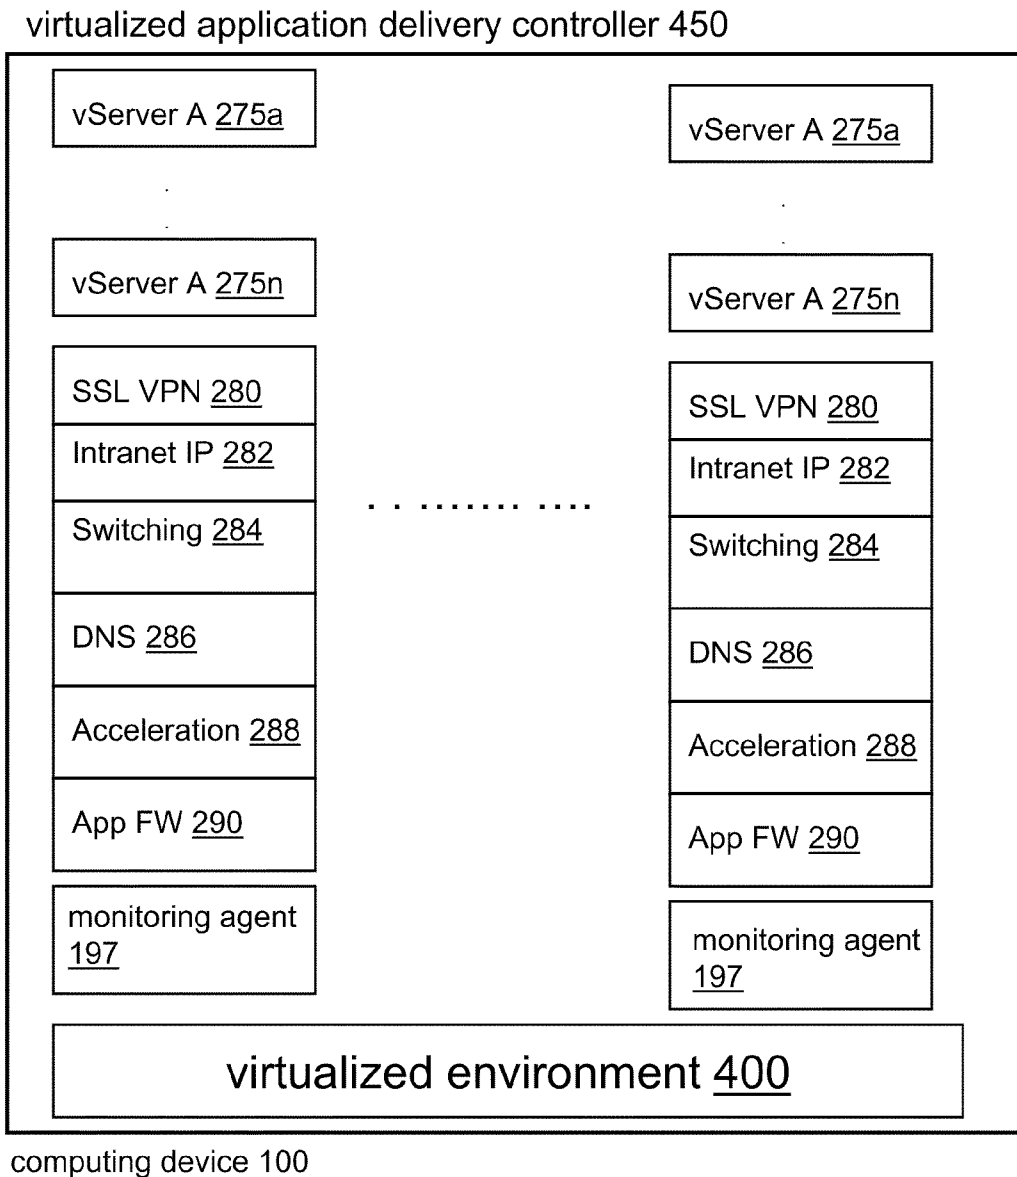 virtualized application delivery controller 450
vServer A 275a
.
.
vServer A 275n
SSL VPN 280
Intranet IP 282
Switching 284
DNS 286
Acceleration 288
App FW 290
monitoring agent
197
. . ....... ....
vServer A 275a
.
.
vServer A 275n
SSL VPN 280
Intranet IP 282
Switching 284
DNS 286
Acceleration 288
App FW 290
monitoring agent
197
virtualized environment 400
computing device 100